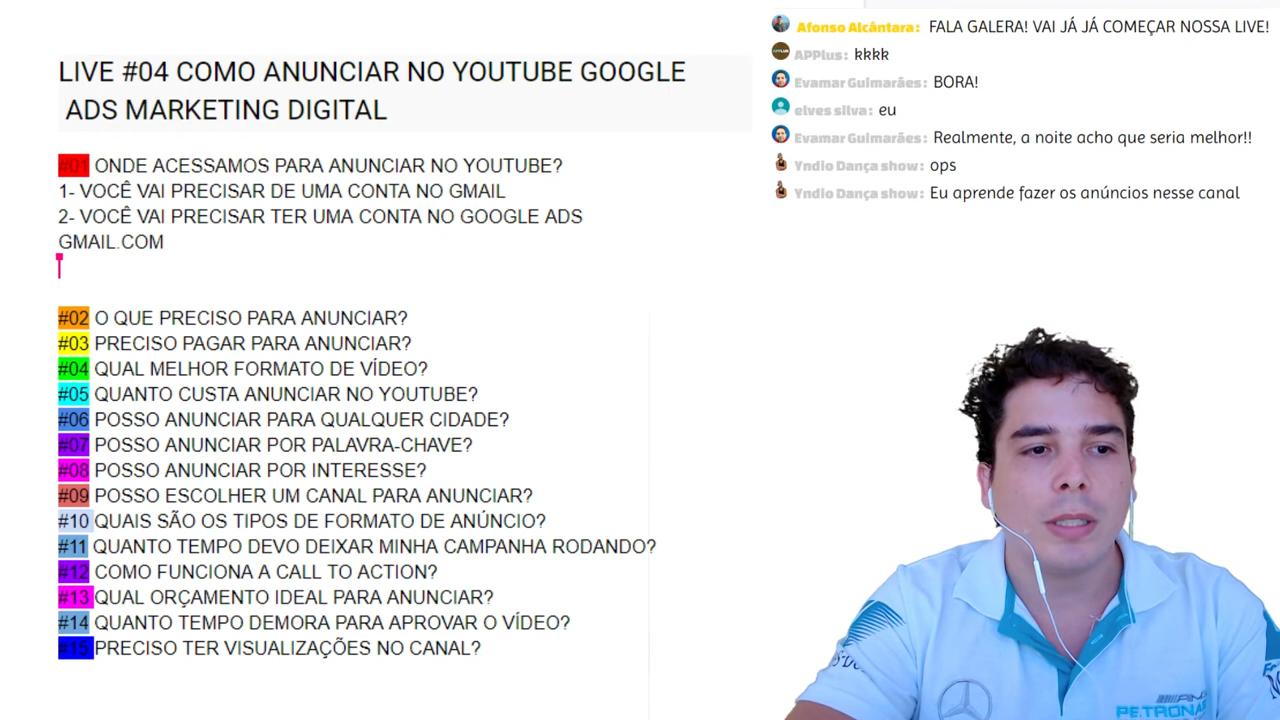 LIVE #04 COMO ANUNCIAR NO YOUTUBE GOOGLE
ADS MARKETING DIGITAL
#01 ONDE ACESSAMOS PARA ANUNCIAR NO YOUTUBE?
1- VOCÊ VAI PRECISAR DE UMA CONTA NO GMAIL
2- VOCÊ VAI PRECISAR TER UMA CONTA NO GOOGLE ADS
GMAIL.COM
#02 O QUE PRECISO PARA ANUNCIAR?
#03 PRECISO PAGAR PARA ANUNCIAR?
#04 QUAL MELHOR FORMATO DE VÍDEO?
#05 QUANTO CUSTA ANUNCIAR NO YOUTUBE?
#06 POSSO ANUNCIAR PARA QUALQUER CIDADE?
#07 POSSO ANUNCIAR POR PALAVRA-CHAVE?
#08 POSSO ANUNCIAR POR INTERESSE?
#09 POSSO ESCOLHER UM CANAL PARA ANUNCIAR?
#10 QUAIS SÃO OS TIPOS DE FORMATO DE ANÚNCIO?
#11 QUANTO TEMPO DEVO DEIXAR MINHA CAMPANHA RODANDO?
#12 COMO FUNCIONA A CALL TO ACTION?
#13 QUAL ORÇAMENTO IDEAL PARA ANUNCIAR?
#14 QUANTO TEMPO DEMORA PARA APROVAR O VÍDEO?
#15 PRECISO TER VISUALIZAÇÕES NO CANAL?
Afonso Alcântara: FALA GALERA! VAI JÁ JÁ COMEÇAR NOSSA LIVE!
APPlus: kkkk
Evamar Guimarães: BORA!
elves silva: eu
Evamar Guimarães: Realmente, a noite acho que seria melhor!!
Yndio Dança show: ops
Yndio Dança show: Eu aprende fazer os anúncios nesse canal
AMG
PETRONAS